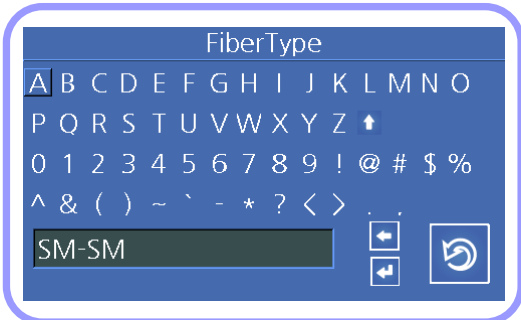 FiberType
A B C D E F G H I J K L M N O
P Q R S T U V W X Y Z
0 1 2 3 4 5 6 7 8 9 ! @ # $ %
^ & ( ) ~ ` - * ? < > . ,
SM-SM